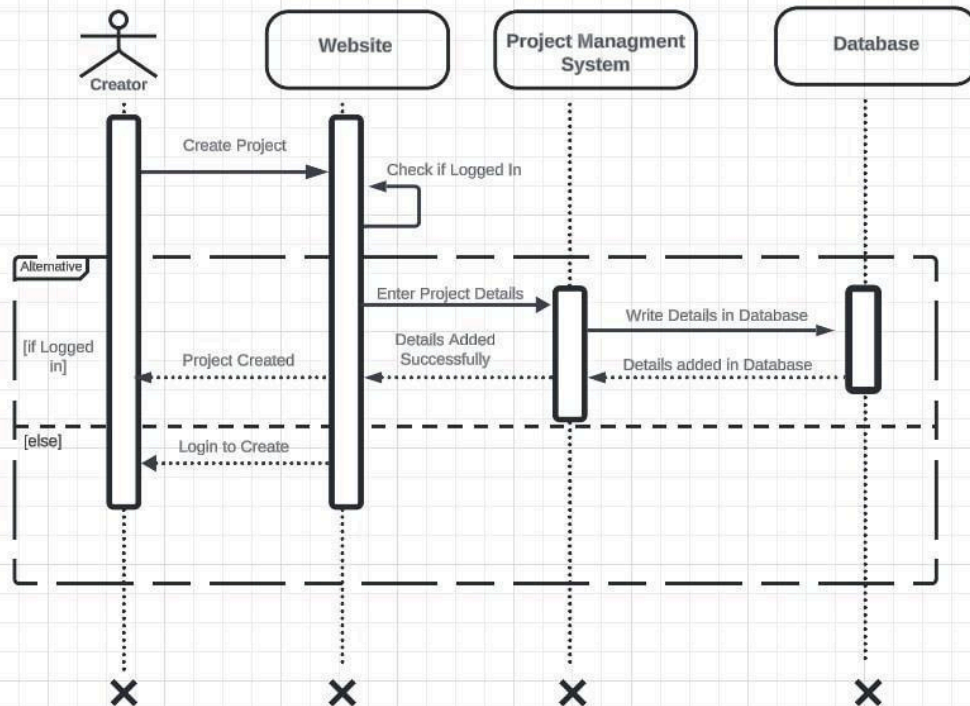 Creator
Website
Project Managment
System
Database
Create Project
Check if Logged In
Alternative
[if Logged
in]
Enter Project Details
Write Details in Database
Details Added
Successfully
Project Created
Details added in Database
[else]
Login to Create